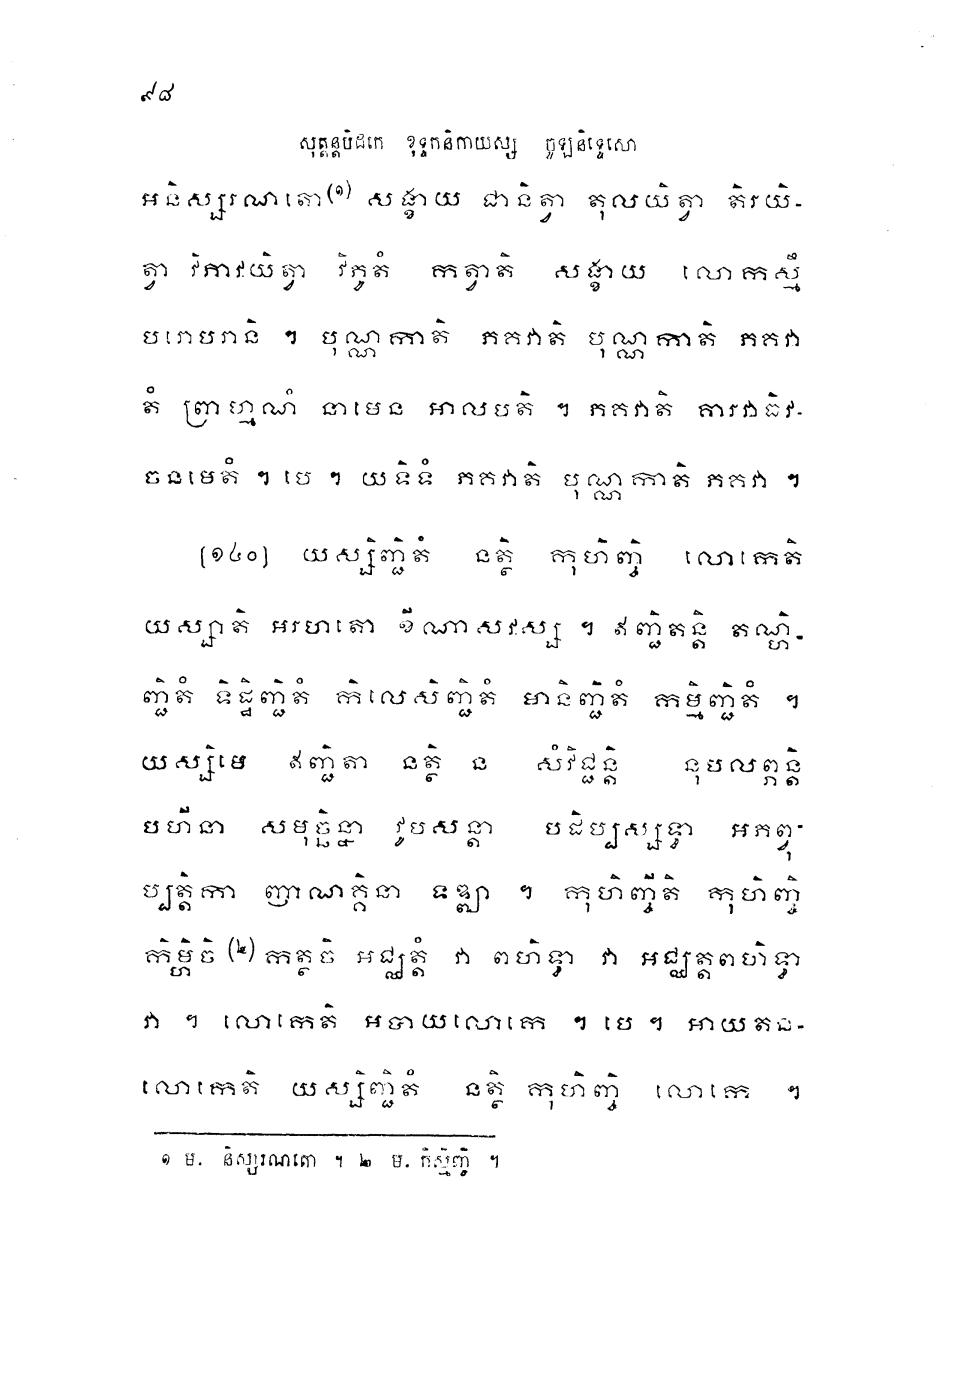 ៩៨
សុត្តន្តបិដកេ ខុទ្ទកនិកាយស្ស ចូឡនិទ្ទេសោ
អនិស្សរណតោ(១) សង្ខាយ ជានិត្វា តុលយិត្វា តិរយិ-
ត្វា វិភាវយិត្វា វិភូតំ កត្វាតិ សង្ខាយ លោកស្មឹ
បរោបរានិ ។ បុណ្ណកាតិ ភគវាតិ បុណ្ណកាតិ ភគវា
តំ ព្រាហ្មណំ នាមេន អាលបតិ ។ ភគវាតិ គារវាធិវ-
ចនមេតំ ។ បេ ។ យទិទំ ភគវាតិ បុណ្ណកាតិ ភគវា ។
(១៤០) យស្សិញ្ជិតំ នត្ថិ កុហិញ្ចិ លោកេតិ
យស្សាតិ អរហតោ ខីណាសវស្ស ។ ឥញ្ជិតន្តិ តណ្ហិ-
ញ្ជិតំ ទិដ្ឋិញ្ជិតំ កិលេសិញ្ជិតំ មានិញ្ជិតំ កម្មិញ្ជិតំ ។
យស្សិមេ ឥញ្ជិតា នត្ថិ ន សំវិជ្ជន្តិ នុបលព្ភន្តិ
បហីនា សមុច្ឆិន្នា វូបសន្តា បដិប្បស្សទ្ធា អភព្វុ-
ប្បត្តិកា ញាណគ្គិនា ទឌ្ឍា ។ កុហិញ្ចីតិ កុហិញ្ចិ
កិម្ហិចិ (២) កត្ថចិ អជ្ឈត្តំ វា ពហិទ្ធា វា អជ្ឈត្តពហិទ្ធា
វា ។ លោកេតិ អបាយលោកេ ។ បេ ។ អាយតន-
លោកេតិ យស្សិញ្ជិតំ នត្ថិ កុហិញ្ចិ លោកេ ។
១ ម. និស្សរណតោ ។ ២ ម. កិស្មិញ្ចិ ។